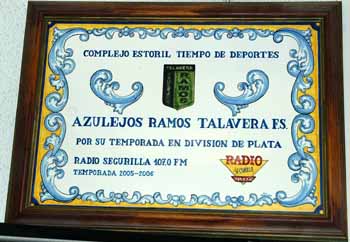 COMPLEJO ESTORIL TIEMPO DE DEPORTES
TALAVERA
RAMOS
AZULEJOS RAMOS TALAVERA F.S.
POR SU TEMPORADA EN DIVISION DE PLATA
RADIO SEGURILLA 107.0 FM
TEMPORADA 2005-2006
RADIO